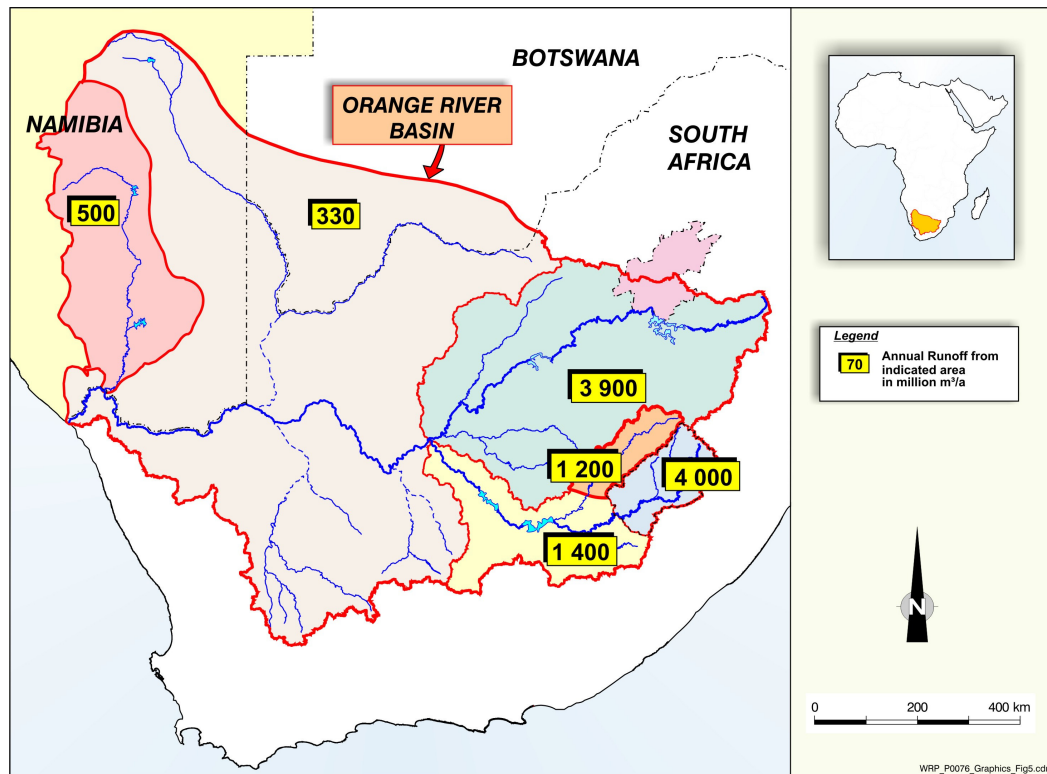 BOTSWANA
ORANGE RIVER
BASIN
NAMIBIA
SOUTH
AFRICA
500
330
3 900
1 200
4 000
1 400
Legend
70
Annual Runoff from
indicated area
in million m³/a
N
0 200 400 km
WRP_P0076_Graphics_Fig5.cdr